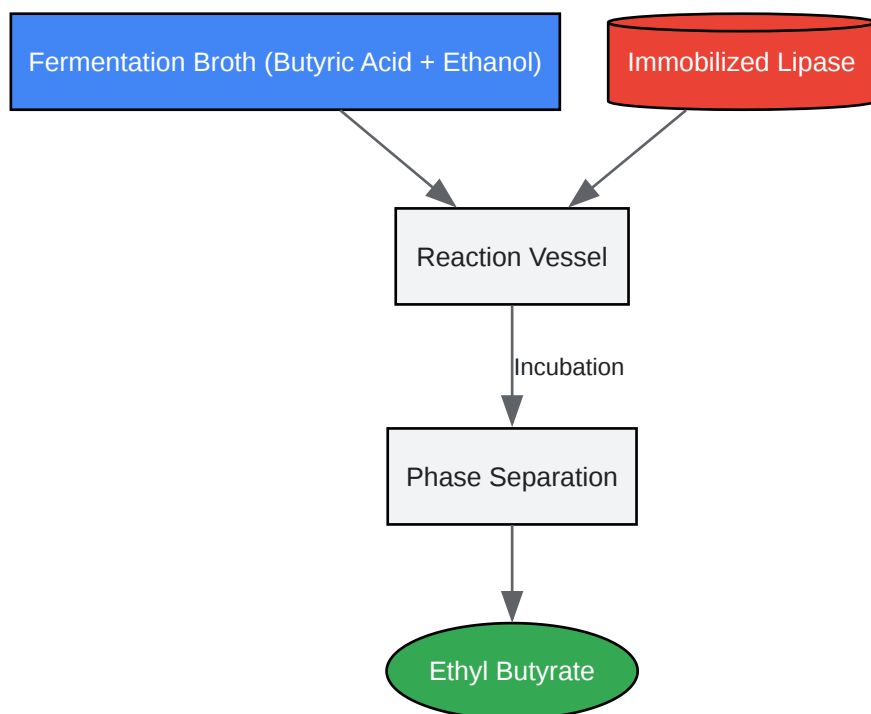 Fermentation Broth (Butyric Acid + Ethanol)
Immobilized Lipase
Reaction Vessel
Incubation
Phase Separation
Ethyl Butyrate